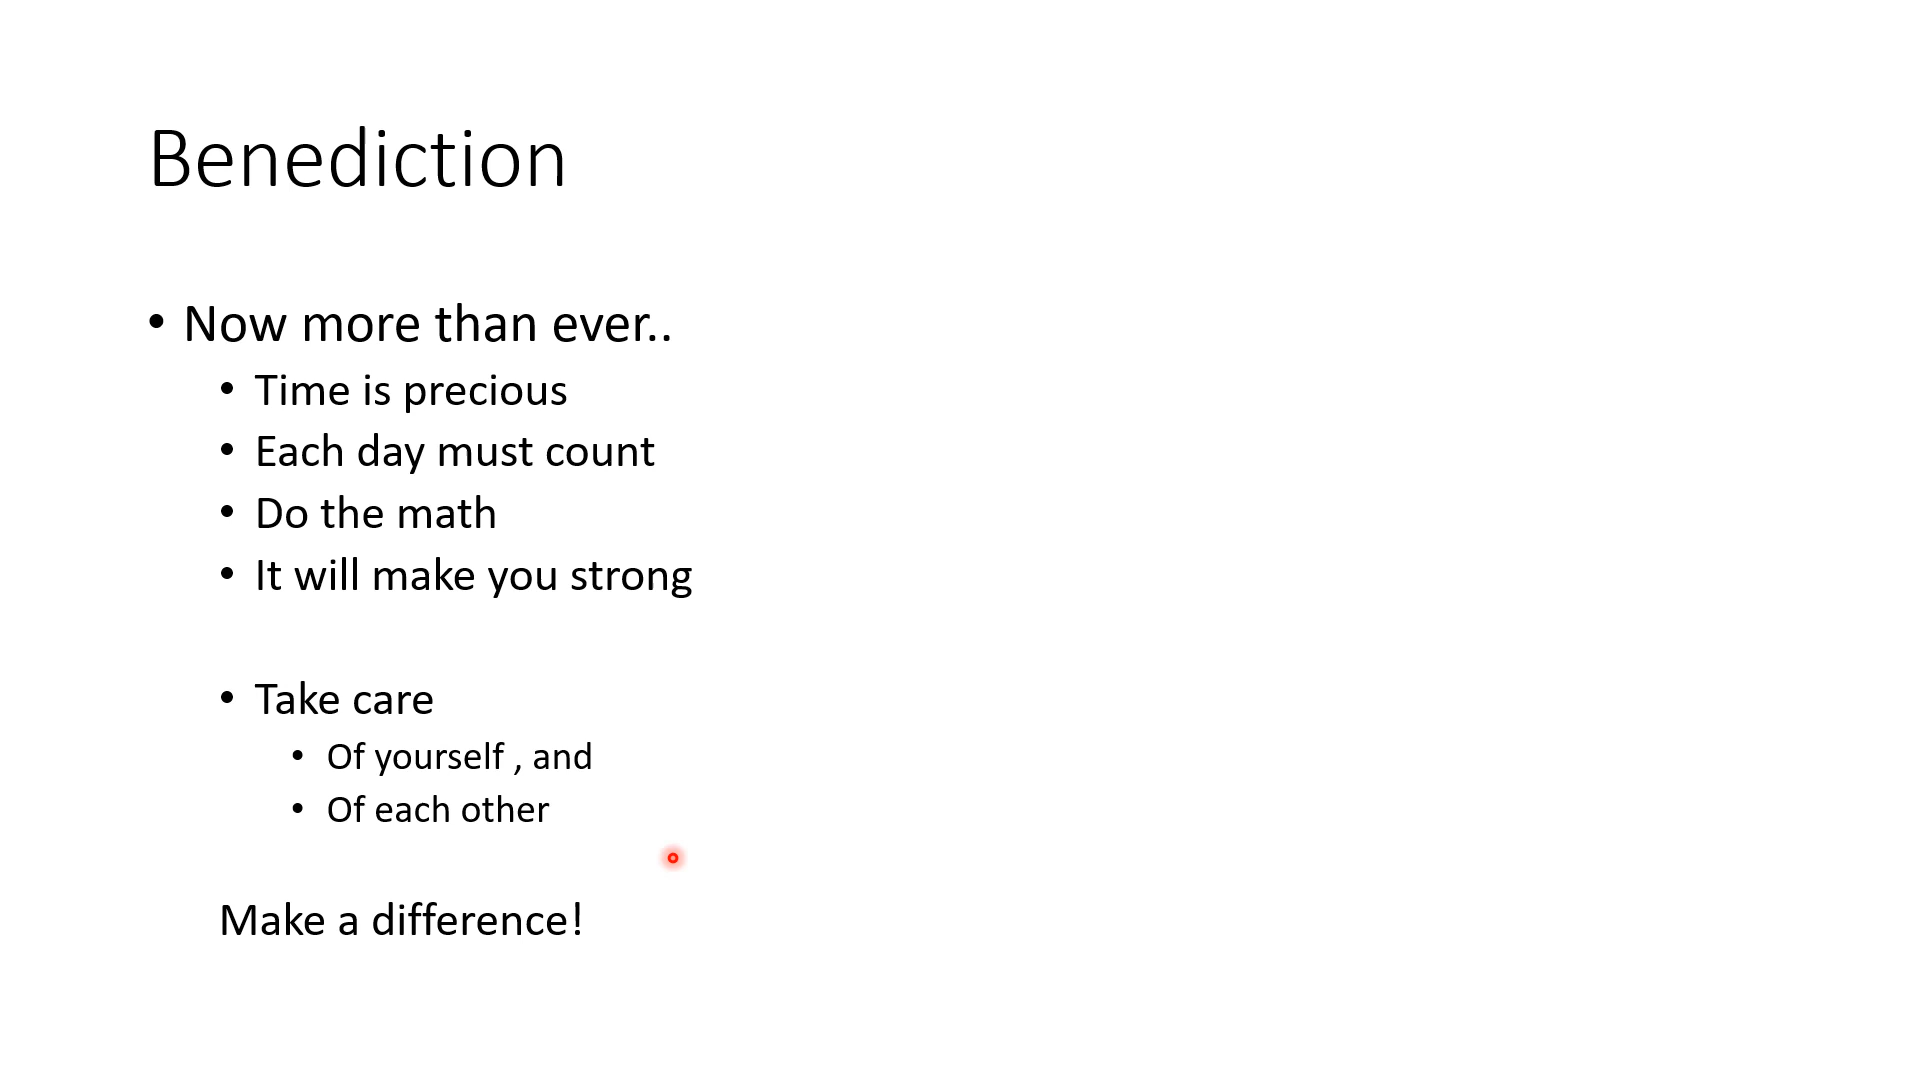 Benediction
• Now more than ever..
• Time is precious
• Each day must count
• Do the math
• It will make you strong
• Take care
• Of yourself , and
• Of each other
Make a difference!